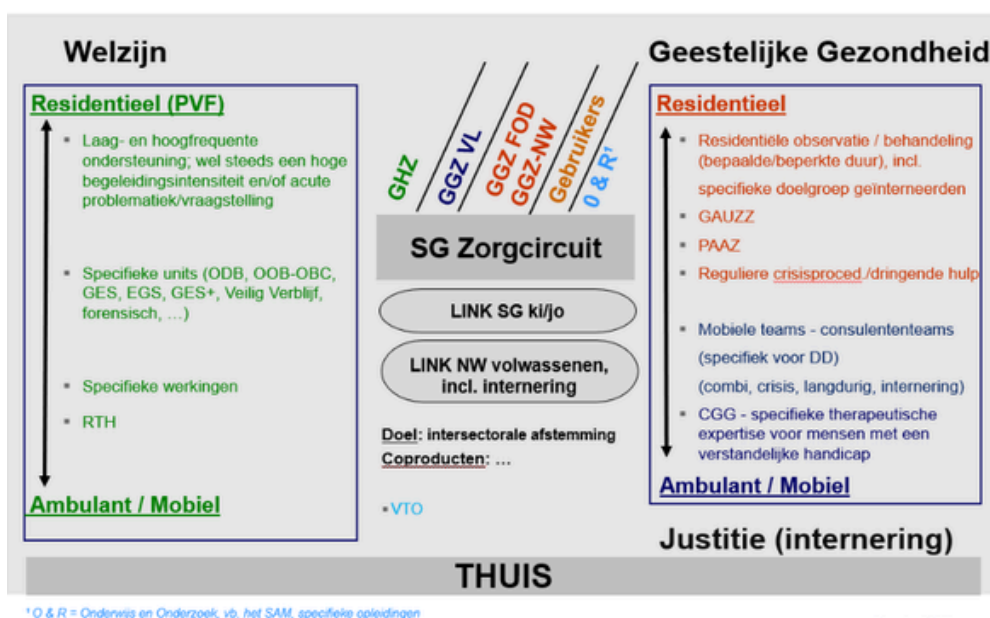 Welzijn
Geestelijke Gezondheid
Residentieel (PVF)
▪ Laag- en hoogfrequente
ondersteuning; wel steeds een hoge
begeleidingsintensiteit en/of acute
problematiek/vraagstelling
▪ Specifieke units (ODB, OOB-OBC,
GES, EGS, GES+, Veilig Verblijf,
forensisch, …)
▪ Specifieke werkingen
▪ RTH
Ambulant / Mobiel
GHZ
GGZ VL
GGZ FOD
GGZ-NW
Gebruikers
0 & R¹
SG Zorgcircuit
LINK SG ki/jo
LINK NW volwassenen,
incl. internering
Doel: intersectorale afstemming
Coproducten: …
▪ VTO
Residentieel
▪ Residentiële observatie / behandeling
(bepaalde/beperkte duur), incl.
specifieke doelgroep geïnterneerden
▪ GAUZZ
▪ PAAZ
▪ Reguliere crisisproced./dringende hulp
▪ Mobiele teams - consulententeams
(specifiek voor DD)
(combi, crisis, langdurig, internering)
▪ CGG - specifieke therapeutische
expertise voor mensen met een
verstandelijke handicap
Ambulant / Mobiel
Justitie (internering)
THUIS
¹ O & R = Onderwijs en Onderzoek, vb. het SAM, specifieke opleidingen